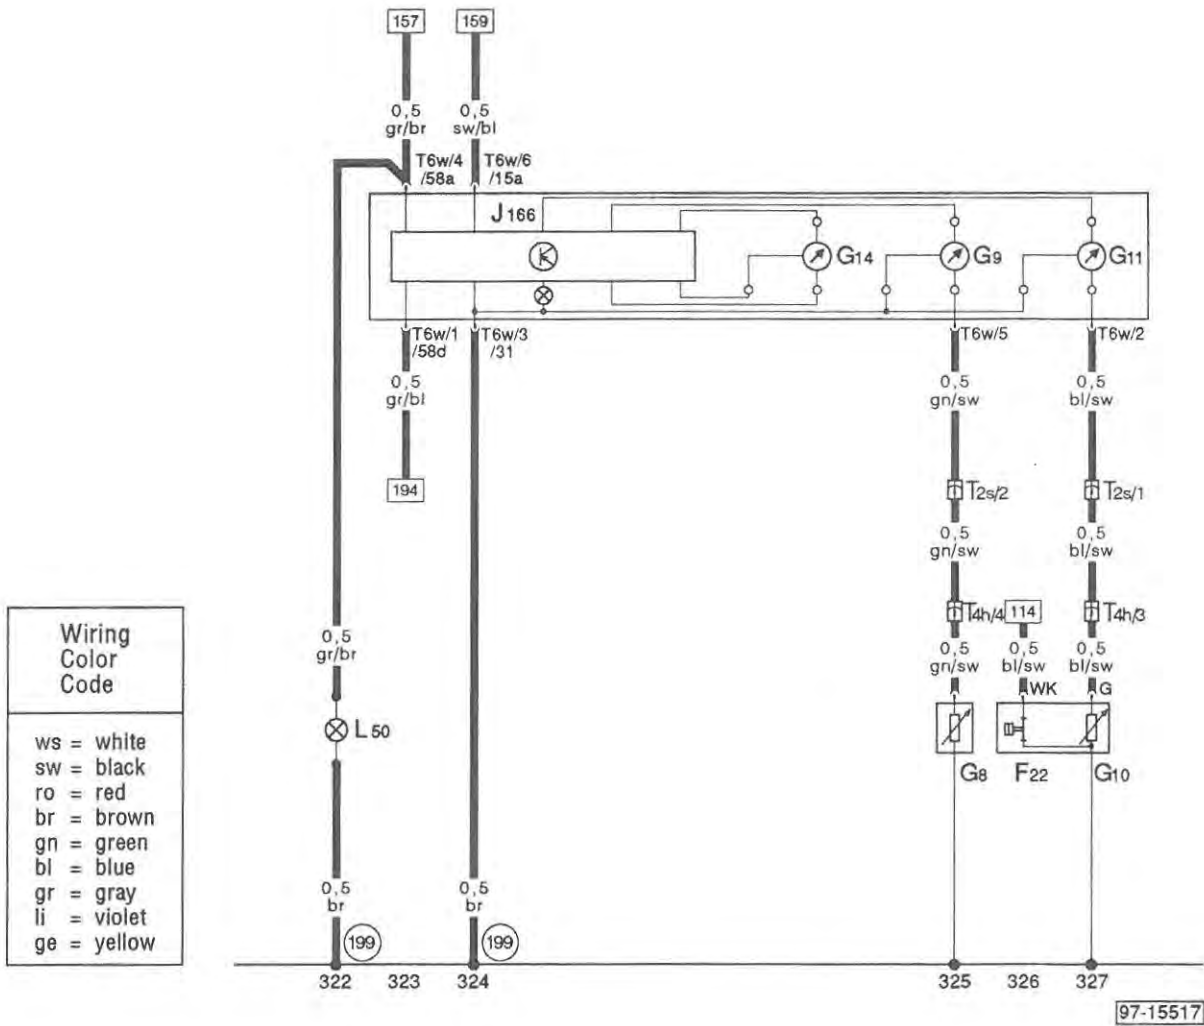 157 159
0,5 0,5
gr/br sw/bl
T6w/4 T6w/6
/58a /15a
J166
G14 G9 G11
T6w/1 T6w/3 T6w/5 T6w/2
/58d /31
0,5 0,5 0,5
gr/bl gn/sw bl/sw
194 T2s/2 T2s/1
0,5 0,5
gn/sw bl/sw
T4h/4 114 T4h/3
0,5 0,5 0,5 0,5
gr/br gn/sw bl/sw bl/sw
WK G
L50
G8 F22 G10
Wiring
Color
Code
ws = white
sw = black
ro = red
br = brown
gn = green
bl = blue
gr = gray
li = violet
ge = yellow
0,5 0,5
br br
199 199
322 323 324 325 326 327
97-15517